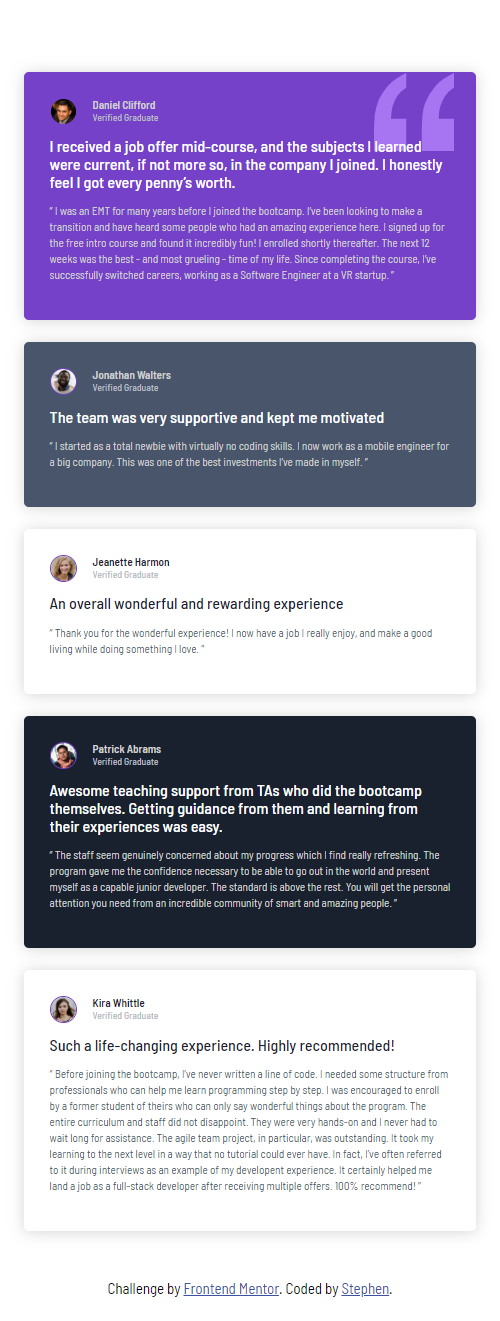 Daniel Clifford
Verified Graduate
I received a job offer mid-course, and the subjects I learned
were current, if not more so, in the company I joined. I honestly
feel I got every penny’s worth.
“ I was an EMT for many years before I joined the bootcamp. I’ve been looking to make a
transition and have heard some people who had an amazing experience here. I signed up for
the free intro course and found it incredibly fun! I enrolled shortly thereafter. The next 12
weeks was the best - and most grueling - time of my life. Since completing the course, I’ve
successfully switched careers, working as a Software Engineer at a VR startup. ”
Jonathan Walters
Verified Graduate
The team was very supportive and kept me motivated
“ I started as a total newbie with virtually no coding skills. I now work as a mobile engineer for
a big company. This was one of the best investments I’ve made in myself. ”
Jeanette Harmon
Verified Graduate
An overall wonderful and rewarding experience
“ Thank you for the wonderful experience! I now have a job I really enjoy, and make a good
living while doing something I love. ”
Patrick Abrams
Verified Graduate
Awesome teaching support from TAs who did the bootcamp
themselves. Getting guidance from them and learning from
their experiences was easy.
“ The staff seem genuinely concerned about my progress which I find really refreshing. The
program gave me the confidence necessary to be able to go out in the world and present
myself as a capable junior developer. The standard is above the rest. You will get the personal
attention you need from an incredible community of smart and amazing people. ”
Kira Whittle
Verified Graduate
Such a life-changing experience. Highly recommended!
“ Before joining the bootcamp, I’ve never written a line of code. I needed some structure from
professionals who can help me learn programming step by step. I was encouraged to enroll
by a former student of theirs who can only say wonderful things about the program. The
entire curriculum and staff did not disappoint. They were very hands-on and I never had to
wait long for assistance. The agile team project, in particular, was outstanding. It took my
learning to the next level in a way that no tutorial could ever have. In fact, I’ve often referred
to it during interviews as an example of my developent experience. It certainly helped me
land a job as a full-stack developer after receiving multiple offers. 100% recommend! ”
Challenge by Frontend Mentor. Coded by Stephen.